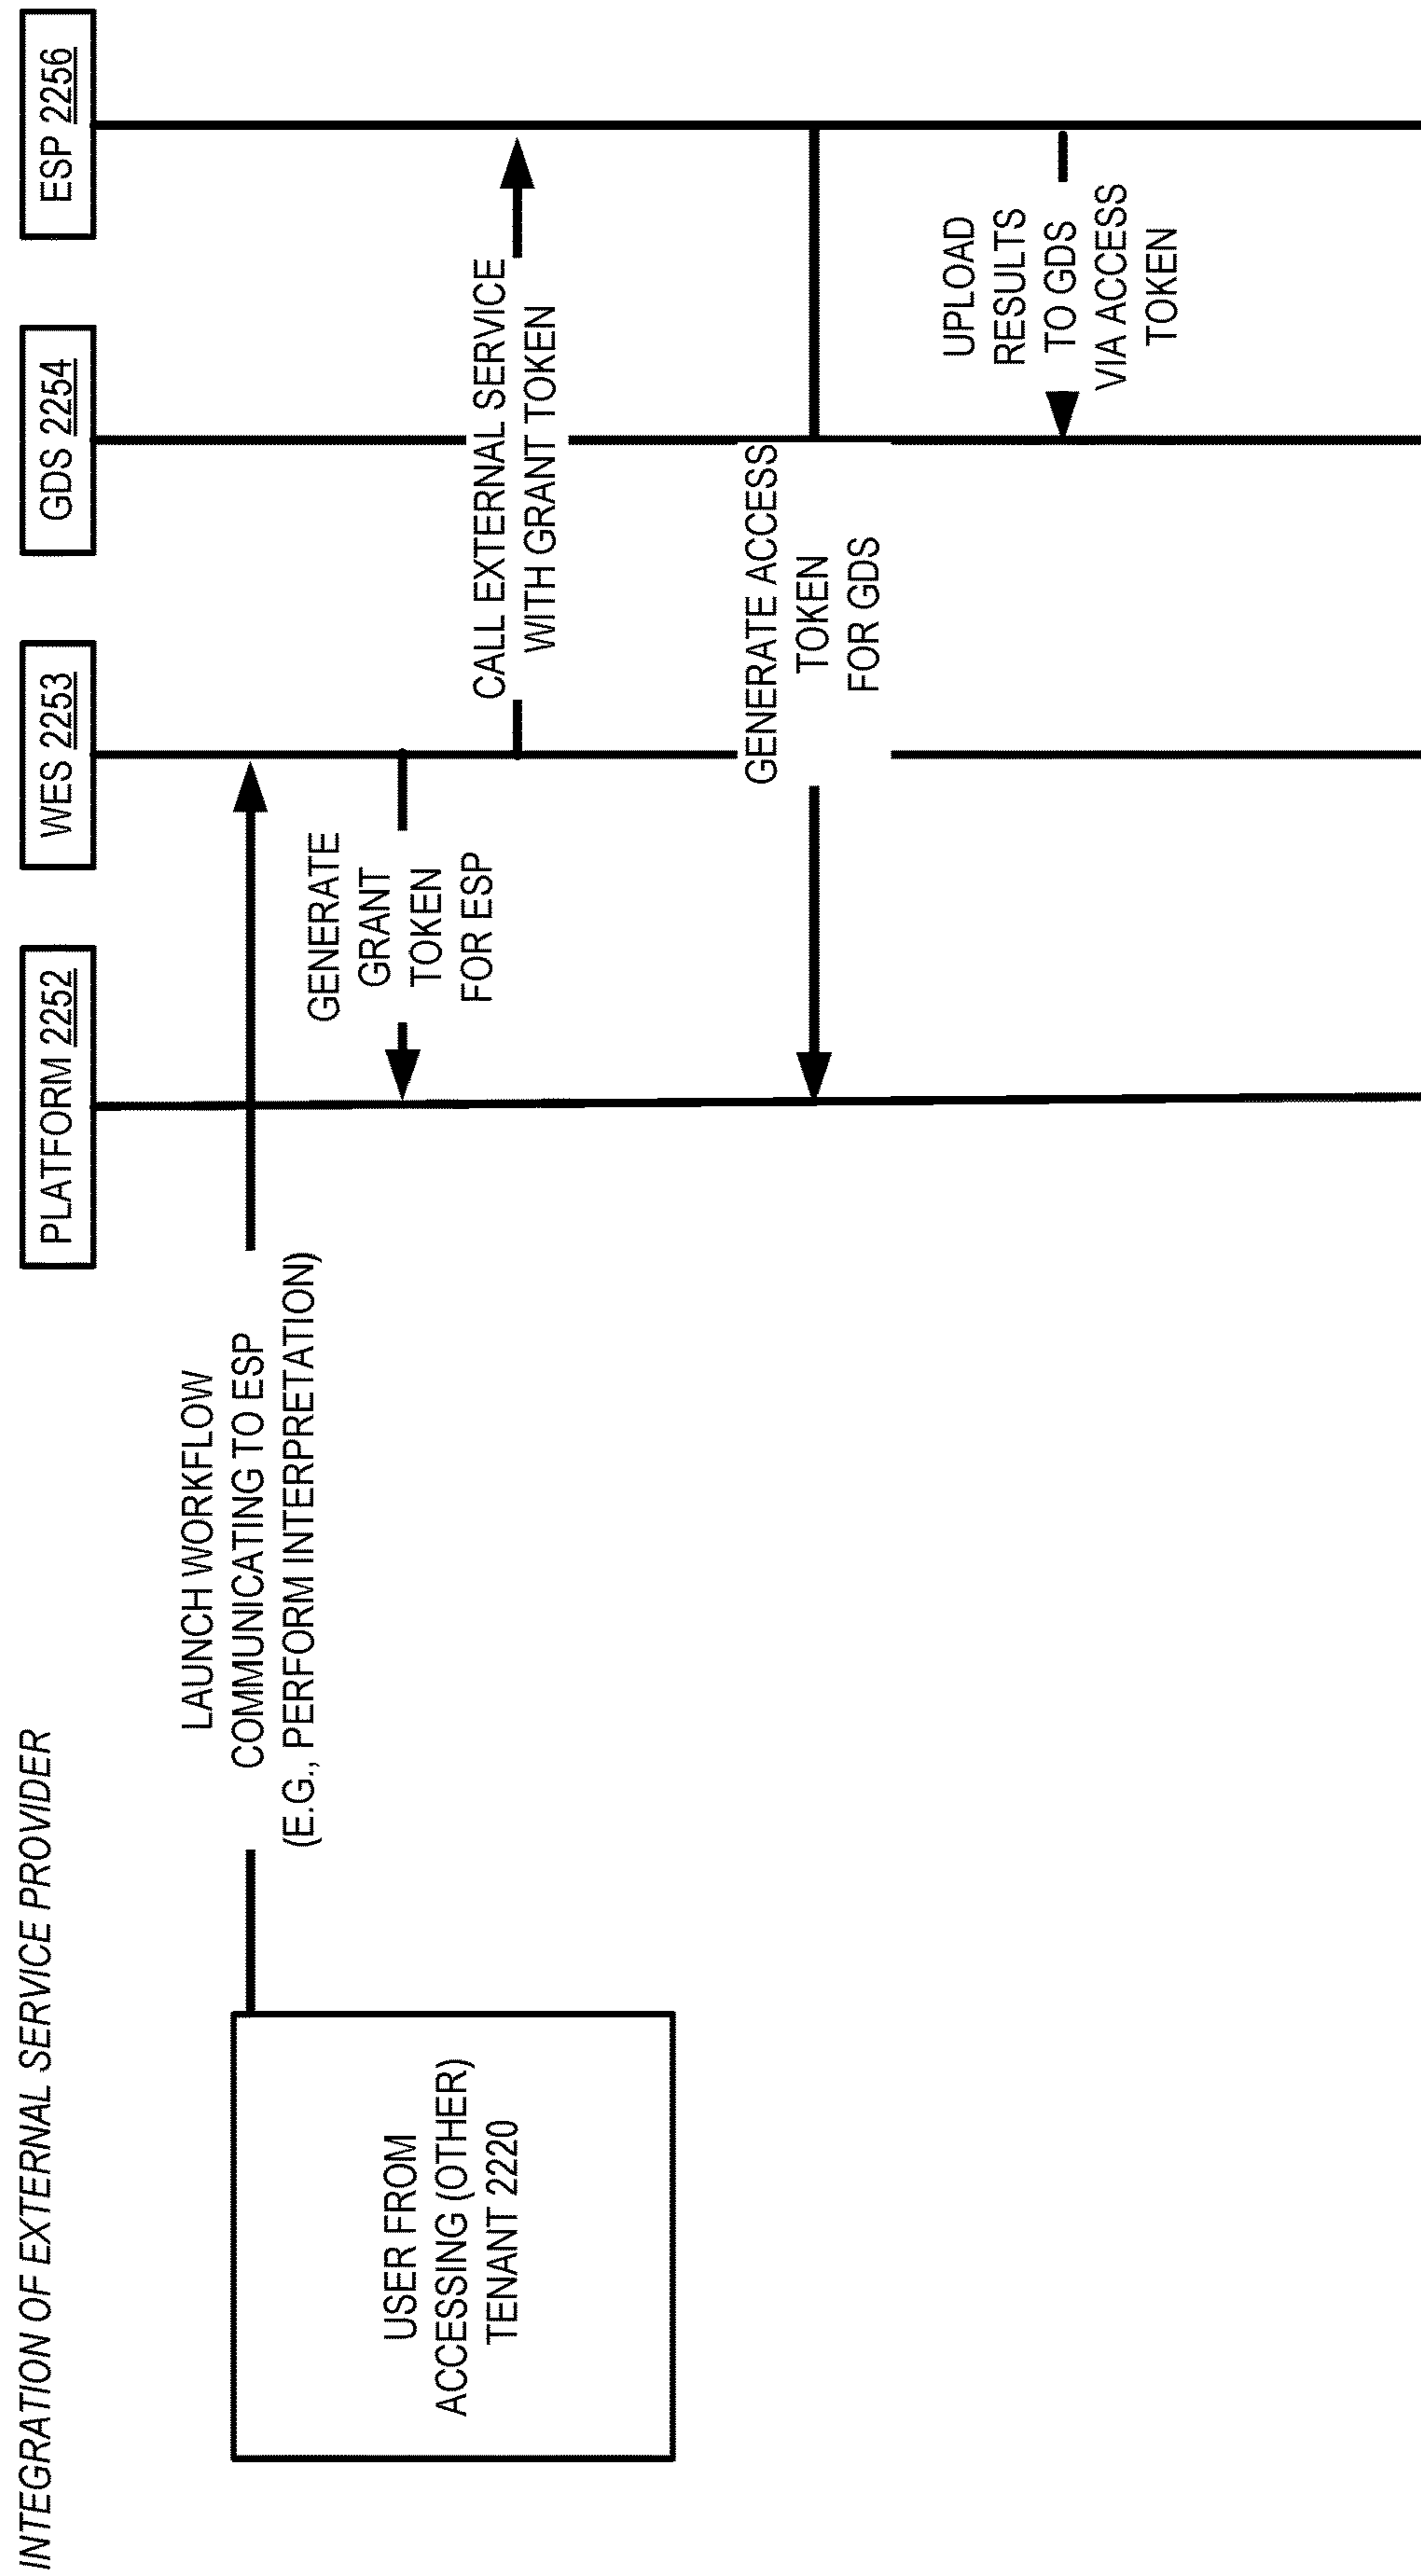 INTEGRATION OF EXTERNAL SERVICE PROVIDER
PLATFORM 2252
WES 2253
GDS 2254
ESP 2256
LAUNCH WORKFLOW
COMMUNICATING TO ESP
(E.G., PERFORM INTERPRETATION)
GENERATE
GRANT
TOKEN
FOR ESP
USER FROM
ACCESSING (OTHER)
TENANT 2220
CALL EXTERNAL SERVICE
WITH GRANT TOKEN
GENERATE ACCESS
TOKEN
FOR GDS
UPLOAD
RESULTS
TO GDS
VIA ACCESS
TOKEN